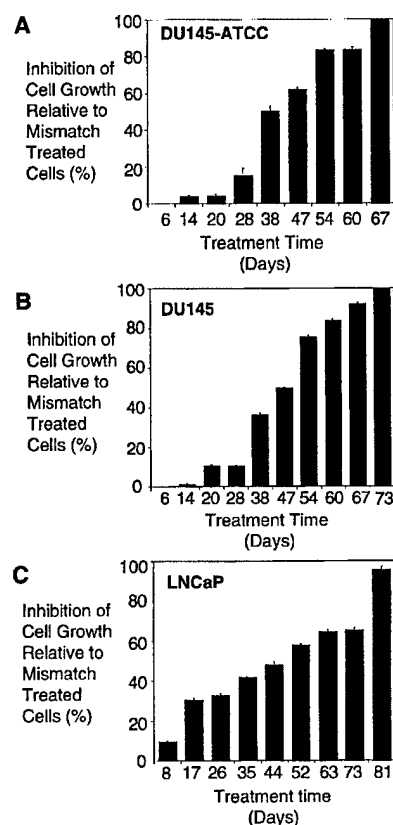 A
DU145-ATCC
Inhibition of
Cell Growth
Relative to
Mismatch
Treated
Cells (%)
100
80
60
40
20
0
6 14 20 28 38 47 54 60 67
Treatment Time
(Days)
B
DU145
Inhibition of
Cell Growth
Relative to
Mismatch
Treated
Cells (%)
100
80
60
40
20
0
6 14 20 28 38 47 54 60 67 73
Treatment Time
(Days)
C
LNCaP
Inhibition of
Cell Growth
Relative to
Mismatch
Treated
Cells (%)
100
80
60
40
20
0
8 17 26 35 44 52 63 73 81
Treatment time
(Days)